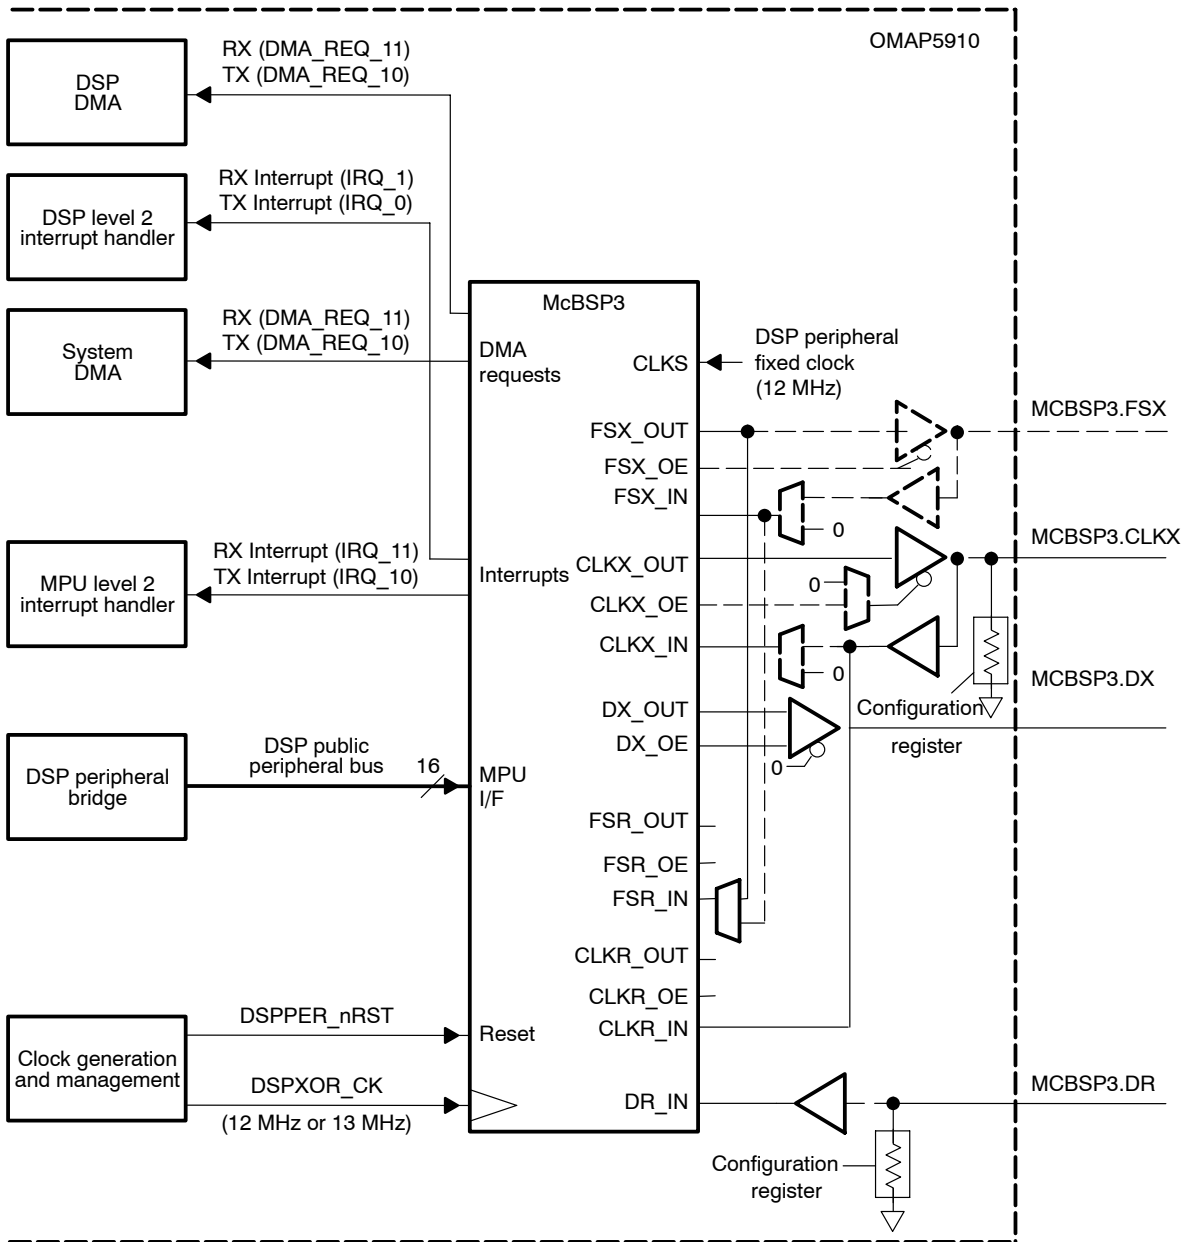 OMAP5910
RX (DMA_REQ_11)
TX (DMA_REQ_10)
DSP
DMA
RX Interrupt (IRQ_1)
TX Interrupt (IRQ_0)
DSP level 2
interrupt handler
RX (DMA_REQ_11)
TX (DMA_REQ_10)
System
DMA
RX Interrupt (IRQ_11)
TX Interrupt (IRQ_10)
MPU level 2
interrupt handler
DSP public
peripheral bus
16
DSP peripheral
bridge
DSPPER_nRST
Clock generation
and management
DSPXOR_CK
(12 MHz or 13 MHz)
McBSP3
DMA
requests
Interrupts
MPU
I/F
Reset
CLKS
FSX_OUT
FSX_OE
FSX_IN
CLKX_OUT
CLKX_OE
CLKX_IN
DX_OUT
DX_OE
FSR_OUT
FSR_OE
FSR_IN
CLKR_OUT
CLKR_OE
CLKR_IN
DR_IN
DSP peripheral
fixed clock
(12 MHz)
0
0
0
0
Configuration
register
Configuration
register
MCBSP3.FSX
MCBSP3.CLKX
MCBSP3.DX
MCBSP3.DR